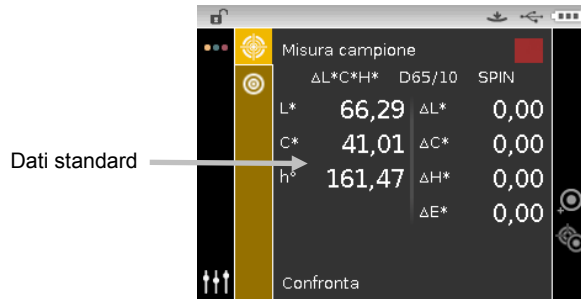 Misura campione
ΔL*C*H* D65/10 SPIN
L* 66,29 ΔL* 0,00
C* 41,01 ΔC* 0,00
Dati standard
h° 161,47 ΔH* 0,00
ΔE* 0,00
Confronta